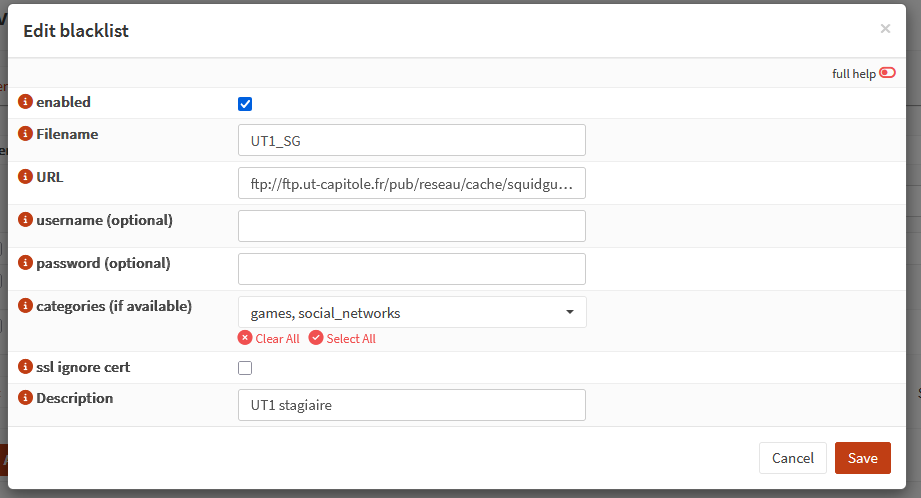 Edit blacklist
×
full help
enabled
Filename
UT1_SG
URL
ftp://ftp.ut-capitole.fr/pub/reseau/cache/squidgu...
username (optional)
password (optional)
categories (if available)
games, social_networks
Clear All Select All
ssl ignore cert
Description
UT1 stagiaire
Cancel Save